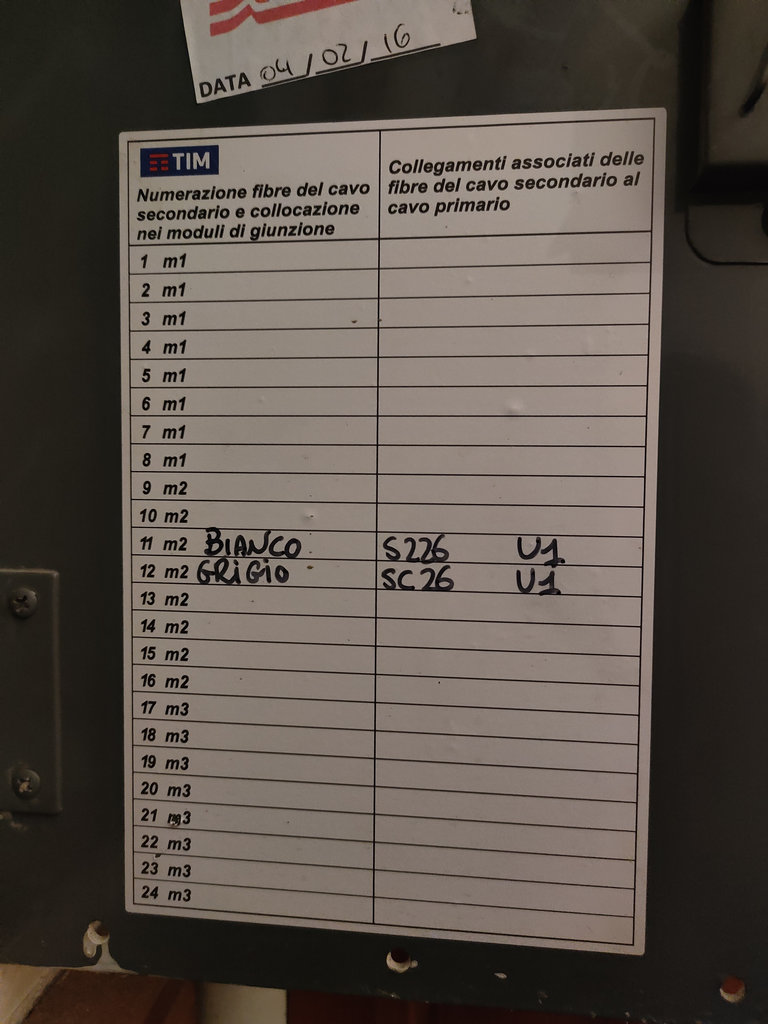 DATA 04/02/16
TIM
Numerazione fibre del cavo
secondario e collocazione
nei moduli di giunzione
Collegamenti associati delle
fibre del cavo secondario al
cavo primario
1 m1
2 m1
3 m1
4 m1
5 m1
6 m1
7 m1
8 m1
9 m2
10 m2
11 m2 BIANCO S226 U1
12 m2 GRIGIO SC26 U1
13 m2
14 m2
15 m2
16 m2
17 m3
18 m3
19 m3
20 m3
21 m3
22 m3
23 m3
24 m3